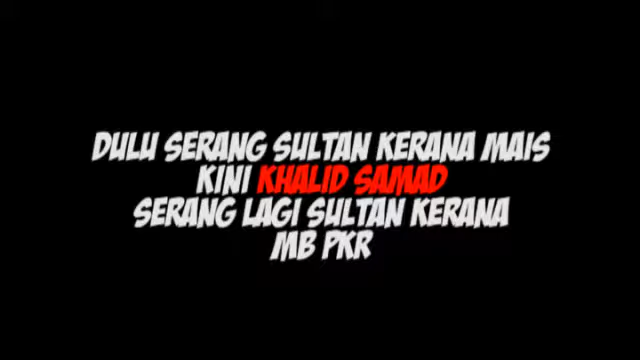 DULU SERANG SULTAN KERANA MAIS
KINI KHALID SAMAD
SERANG LAGI SULTAN KERANA
MB PKR